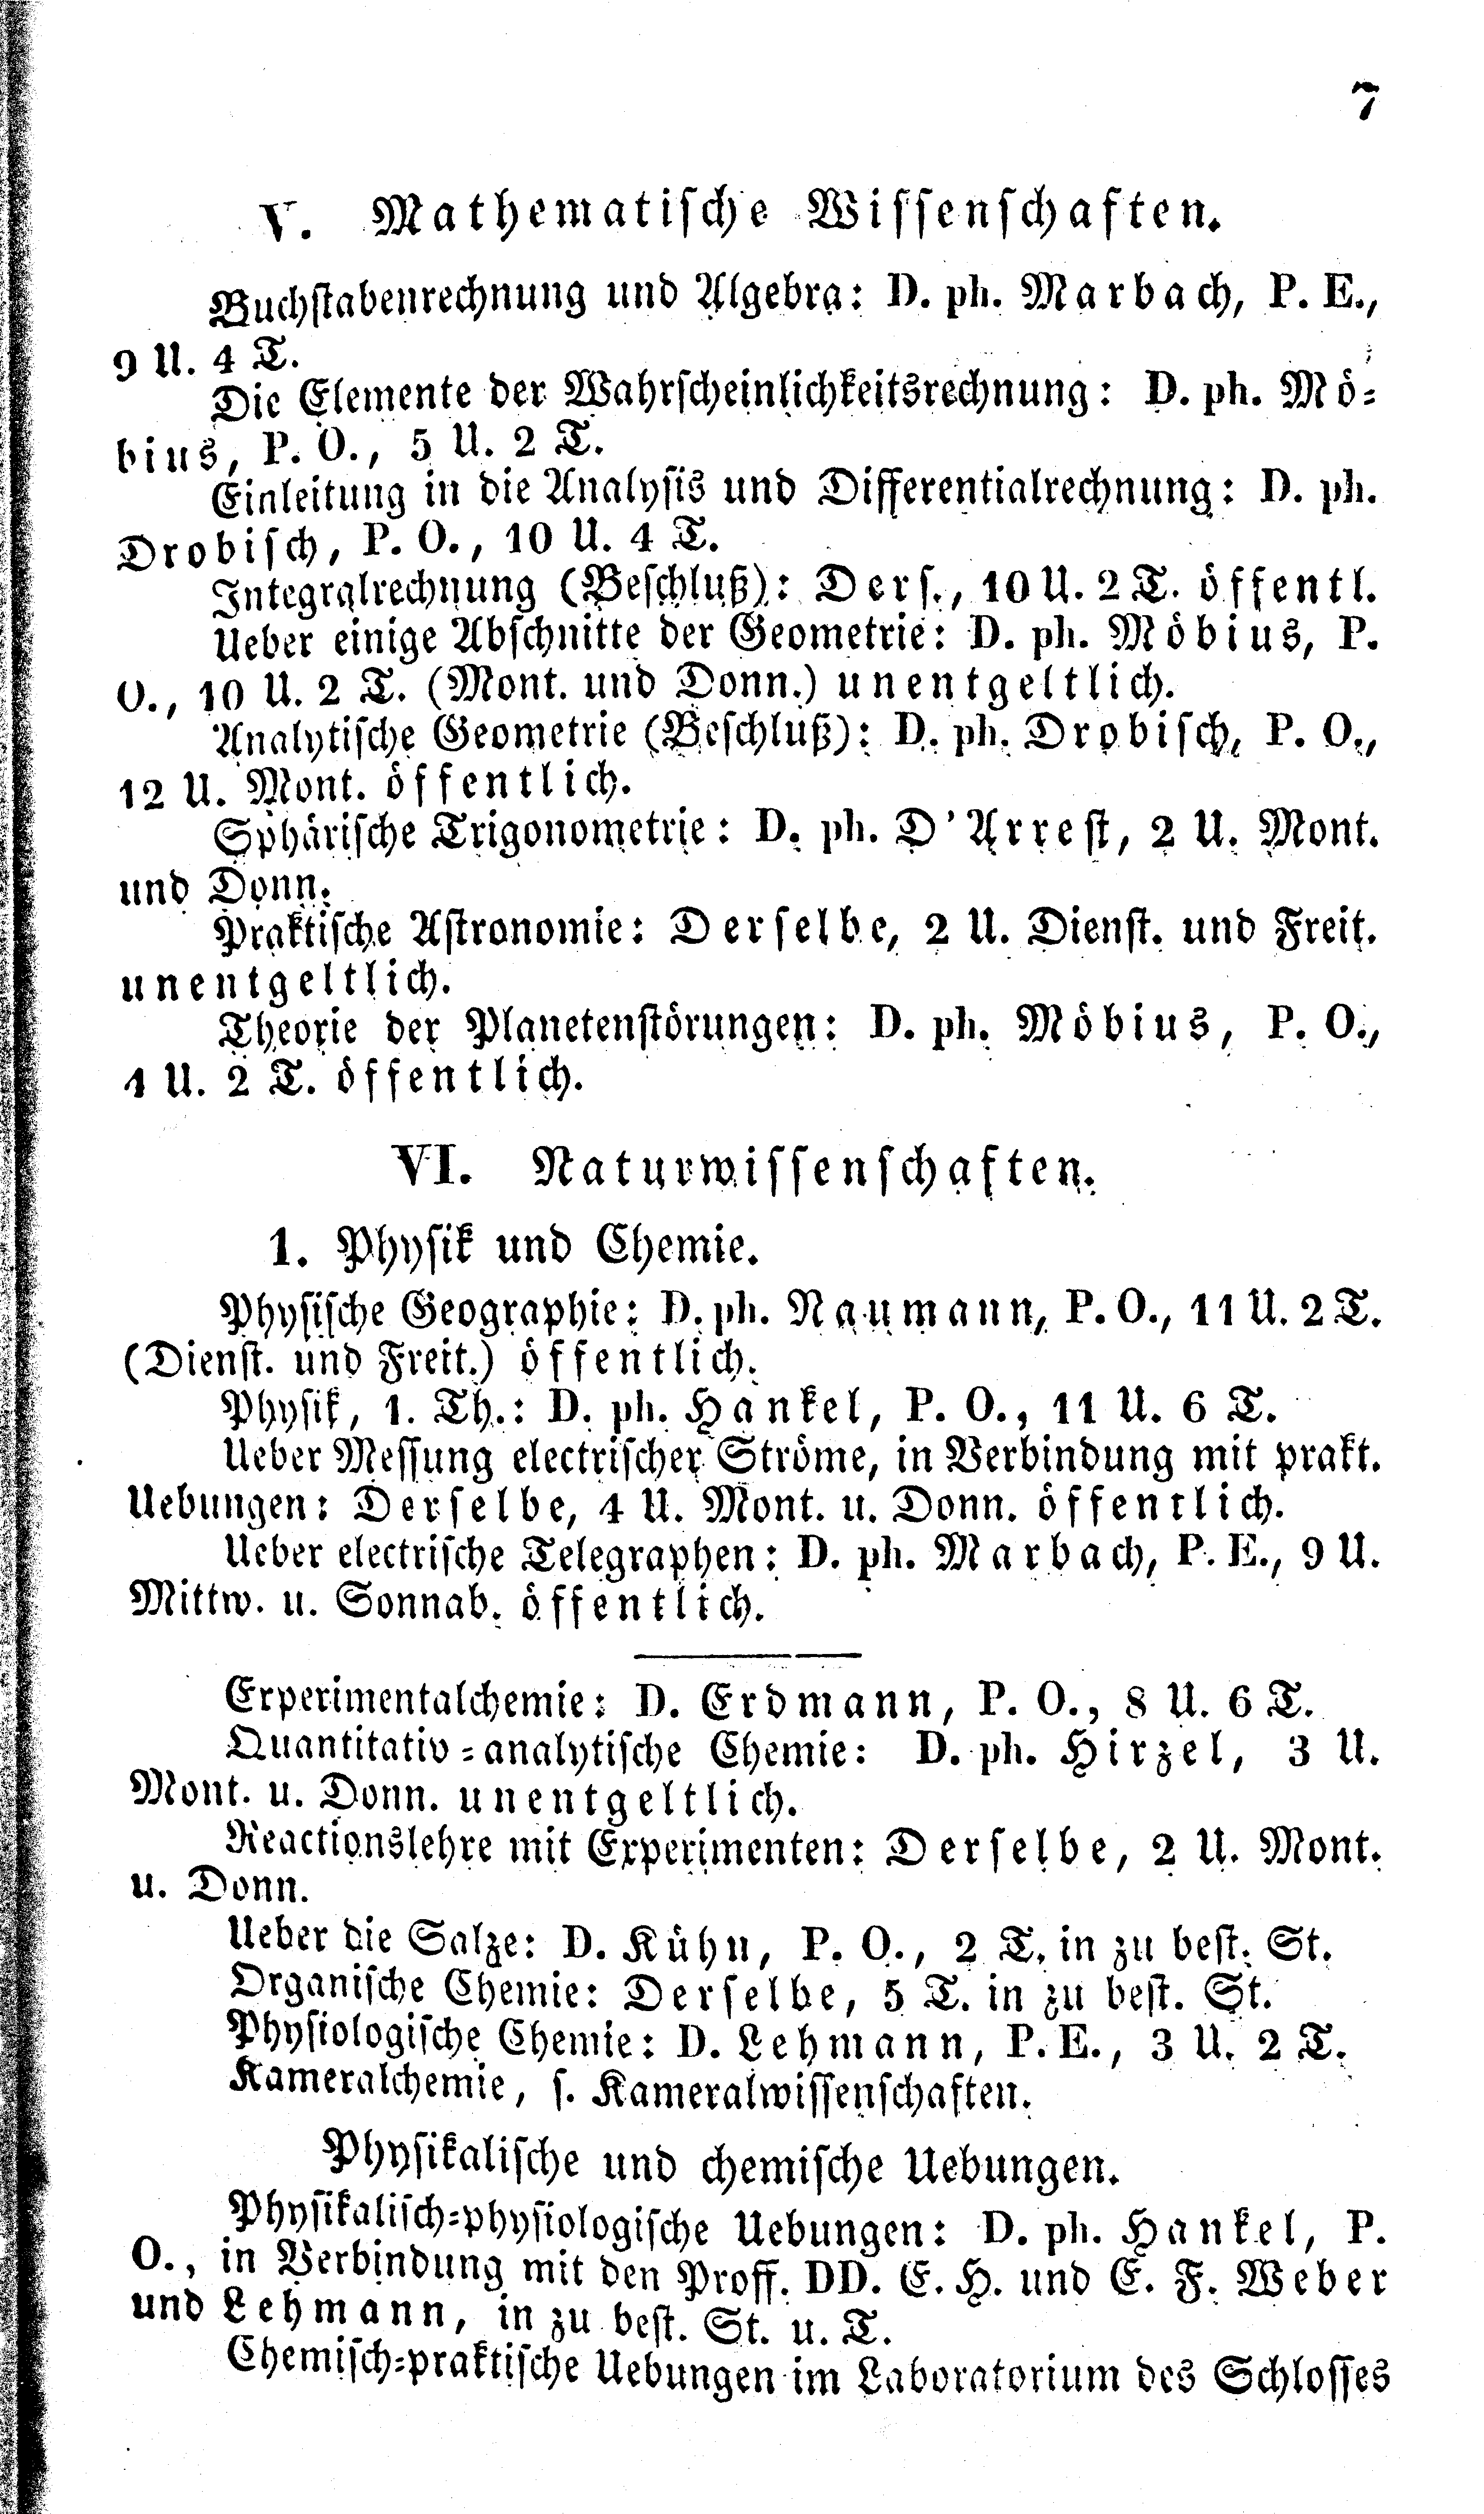 7
V. Mathematische Wissenschaften.
Buchstabenrechnung und Algebra: D. ph. Marbach, P. E.,
9 U. 4 T.
Die Elemente der Wahrscheinlichkeitsrechnung: D. ph. Mö-
bius, P. O., 5 U. 2 T.
Einleitung in die Analysis und Differentialrechnung: D. ph.
Drobisch, P. O., 10 U. 4 T.
Integralrechnung (Beschluß): Ders., 10 U. 2 T. öffentl.
Ueber einige Abschnitte der Geometrie: D. ph. Möbius, P.
O., 10 U. 2 T. (Mont. und Donn.) unentgeltlich.
Analytische Geometrie (Beschluß): D. ph. Drobisch, P. O.,
12 U. Mont. öffentlich.
Sphärische Trigonometrie: D. ph. D'Arrest, 2 U. Mont.
und Donn.
Praktische Astronomie: Derselbe, 2 U. Dienst. und Freit.
unentgeltlich.
Theorie der Planetenstörungen: D. ph. Möbius, P. O.,
4 U. 2 T. öffentlich.
VI. Naturwissenschaften.
1. Physik und Chemie.
Physische Geographie: D. ph. Naumann, P. O., 11 U. 2 T.
(Dienst. und Freit.) öffentlich.
Physik, 1. Th.: D. ph. Hankel, P. O., 11 U. 6 T.
Ueber Messung electrischer Ströme, in Verbindung mit prakt.
Uebungen: Derselbe, 4 U. Mont. u. Donn. öffentlich.
Ueber electrische Telegraphen: D. ph. Marbach, P. E., 9 U.
Mittw. u. Sonnab. öffentlich.
Experimentalchemie: D. Erdmann, P. O., 8 U. 6 T.
Quantitativ-analytische Chemie: D. ph. Hirzel, 3 U.
Mont. u. Donn. unentgeltlich.
Reactionslehre mit Experimenten: Derselbe, 2 U. Mont.
u. Donn.
Ueber die Salze: D. Kühn, P. O., 2 T. in zu best. St.
Organische Chemie: Derselbe, 5 T. in zu best. St.
Physiologische Chemie: D. Lehmann, P. E., 3 U. 2 T.
Kameralchemie, s. Kameralwissenschaften.
Physikalische und chemische Uebungen.
Physikalisch-physiologische Uebungen: D. ph. Hankel, P.
O., in Verbindung mit den Proff. DD. E. H. und E. F. Weber
und Lehmann, in zu best. St. u. T.
Chemisch-praktische Uebungen im Laboratorium des Schlosses